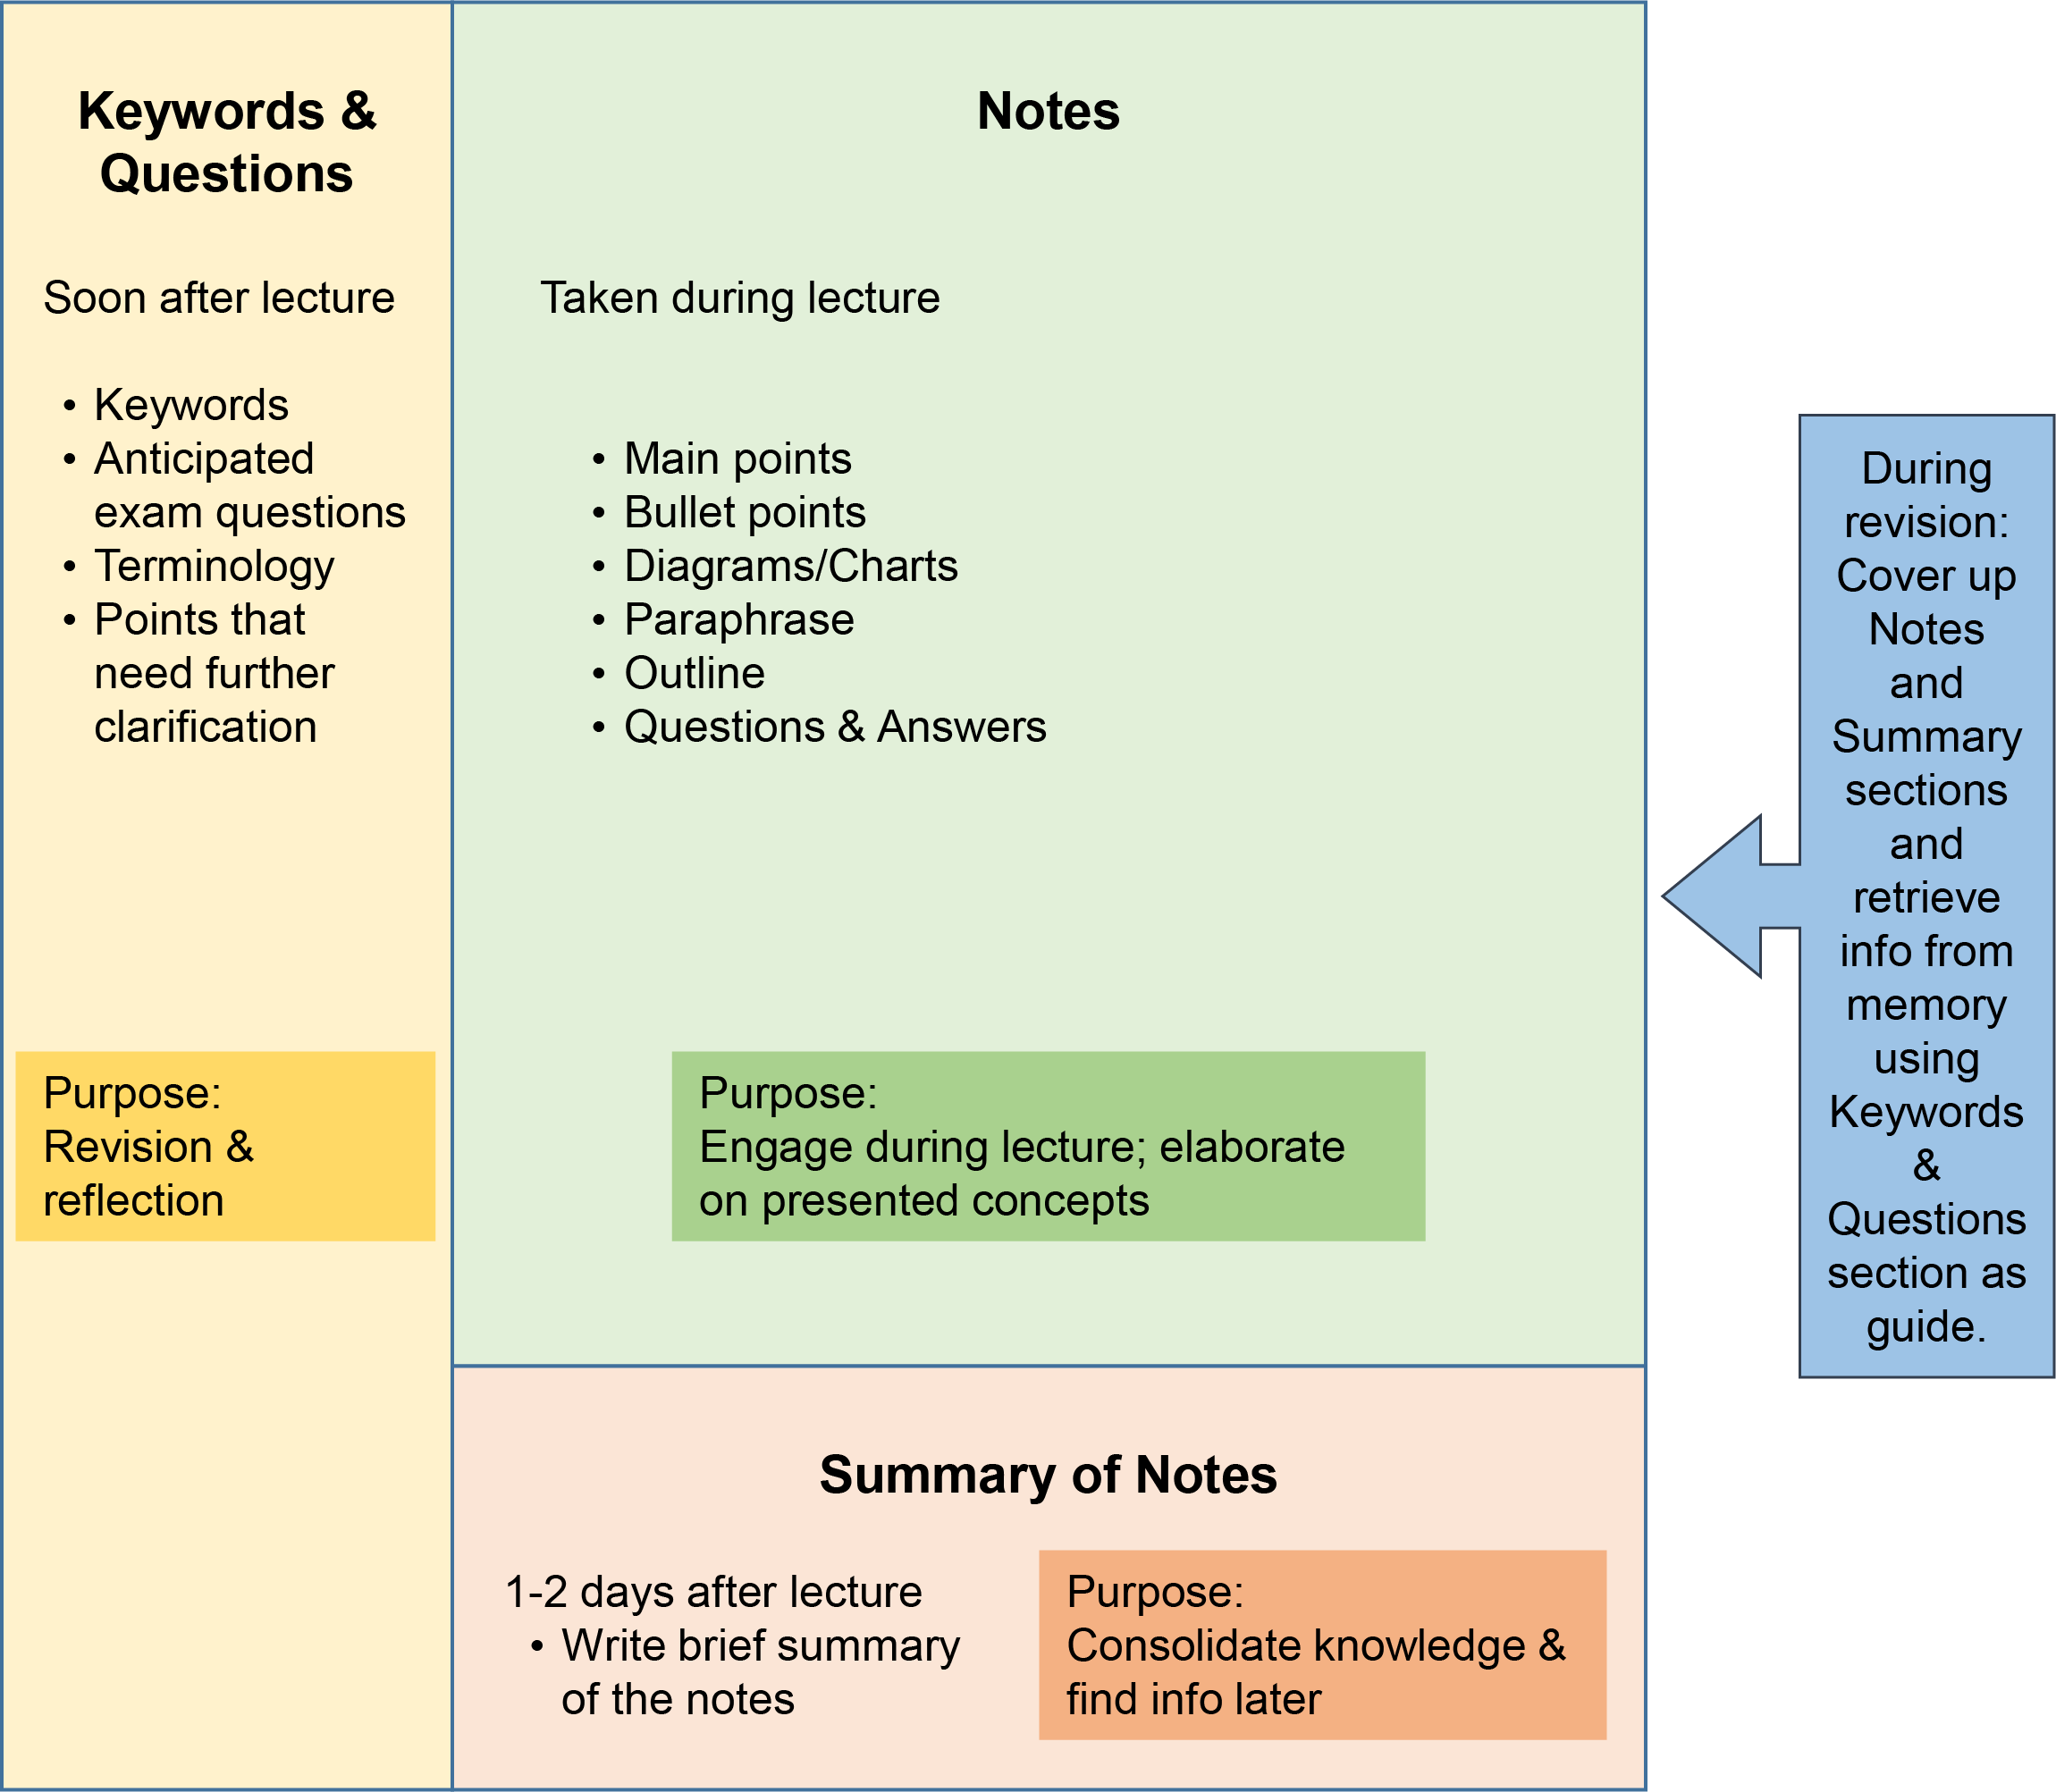 Keywords &
Questions
Soon after lecture
• Keywords
• Anticipated
exam questions
• Terminology
• Points that
need further
clarification
Purpose:
Revision &
reflection
Notes
Taken during lecture
• Main points
• Bullet points
• Diagrams/Charts
• Paraphrase
• Outline
• Questions & Answers
Purpose:
Engage during lecture; elaborate
on presented concepts
Summary of Notes
1-2 days after lecture
• Write brief summary
of the notes
Purpose:
Consolidate knowledge &
find info later
During
revision:
Cover up
Notes
and
Summary
sections
and
retrieve
info from
memory
using
Keywords
&
Questions
section as
guide.